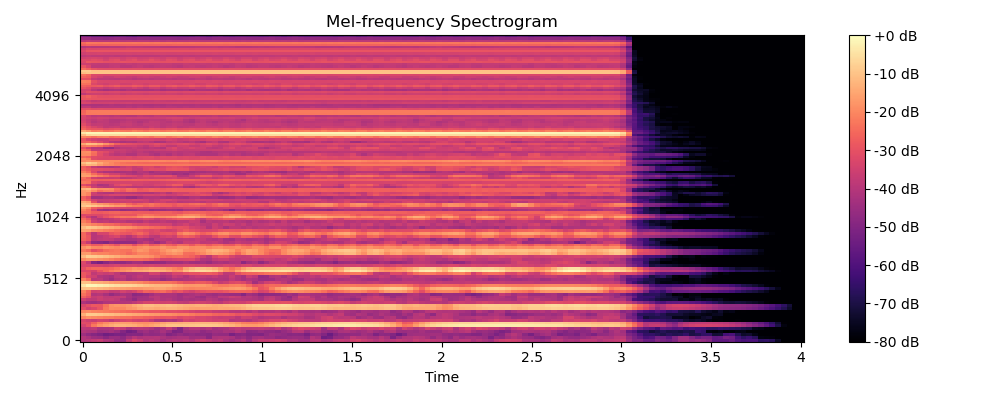 Mel-frequency Spectrogram
Hz
4096
2048
1024
512
0
0
0.5
1
1.5
2
2.5
3
3.5
4
Time
+0 dB
-10 dB
-20 dB
-30 dB
-40 dB
-50 dB
-60 dB
-70 dB
-80 dB